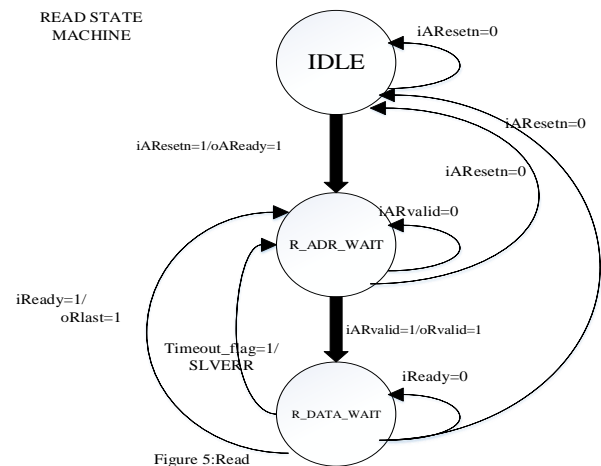 READ STATE
MACHINE
iAResetn=0
IDLE
iAResetn=0
iAResetn=1/oAReady=1
iAResetn=0
iARvalid=0
R_ADR_WAIT
iReady=1/
oRlast=1
iARvalid=1/oRvalid=1
Timeout_flag=1/
SLVERR
iReady=0
R_DATA_WAIT
Figure 5:Read